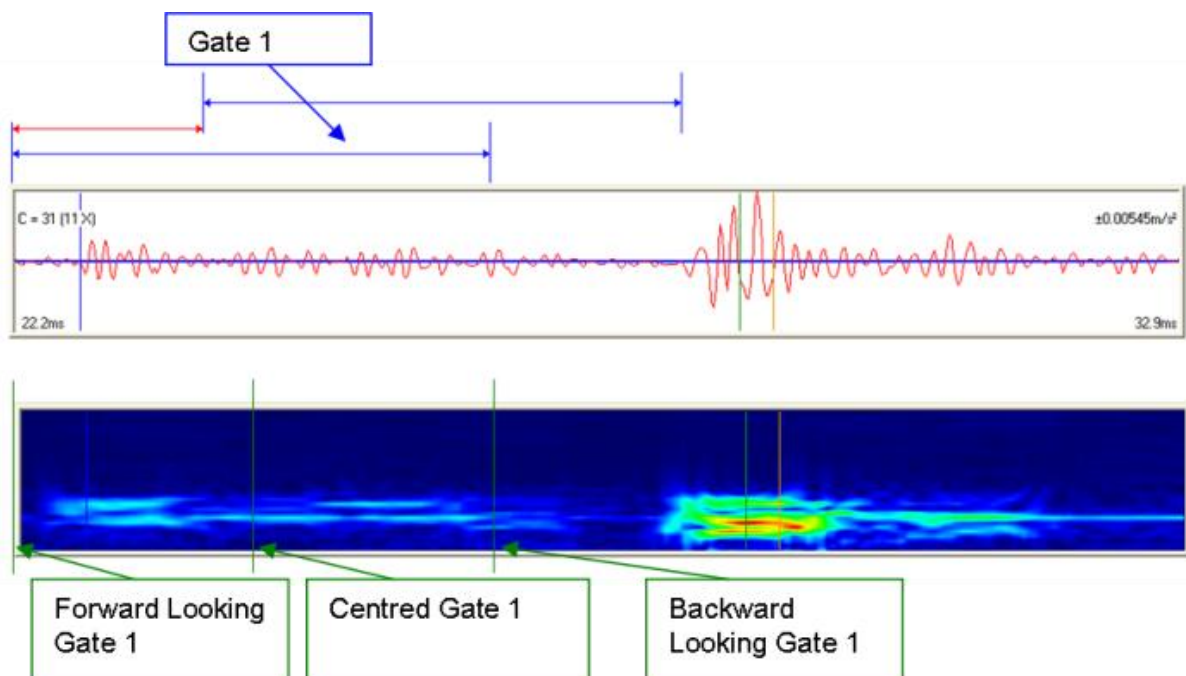 Gate 1
C = 31 (11 X)
±0.00545m/s²
22.2ms
32.9ms
Forward Looking
Gate 1
Centred Gate 1
Backward
Looking Gate 1